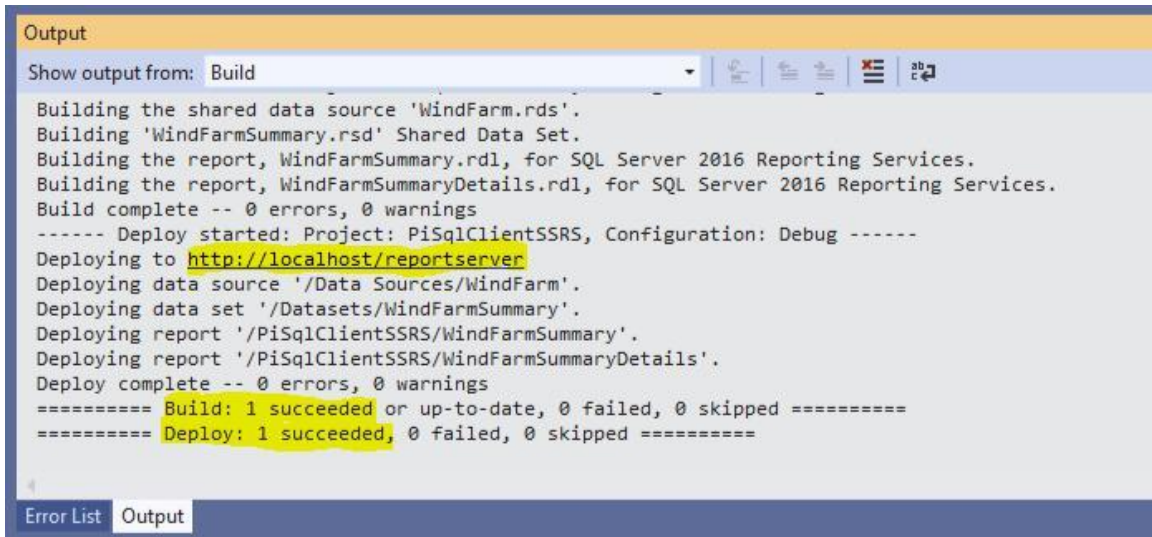 Output
Show output from: Build
Building the shared data source 'WindFarm.rds'.
Building 'WindFarmSummary.rsd' Shared Data Set.
Building the report, WindFarmSummary.rdl, for SQL Server 2016 Reporting Services.
Building the report, WindFarmSummaryDetails.rdl, for SQL Server 2016 Reporting Services.
Build complete -- 0 errors, 0 warnings
------ Deploy started: Project: PiSqlClientSSRS, Configuration: Debug ------
Deploying to http://localhost/reportserver
Deploying data source '/Data Sources/WindFarm'.
Deploying data set '/Datasets/WindFarmSummary'.
Deploying report '/PiSqlClientSSRS/WindFarmSummary'.
Deploying report '/PiSqlClientSSRS/WindFarmSummaryDetails'.
Deploy complete -- 0 errors, 0 warnings
========== Build: 1 succeeded or up-to-date, 0 failed, 0 skipped ==========
========== Deploy: 1 succeeded, 0 failed, 0 skipped ==========
Error List Output